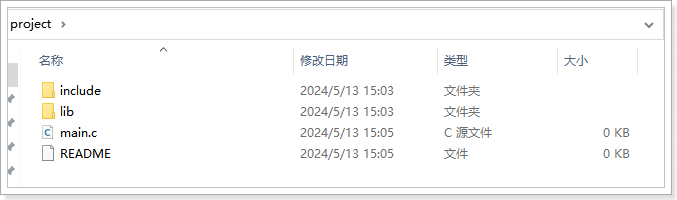 project
名称 修改日期 类型 大小
include 2024/5/13 15:03 文件夹
lib 2024/5/13 15:03 文件夹
main.c 2024/5/13 15:05 C 源文件 0 KB
README 2024/5/13 15:05 文件 0 KB